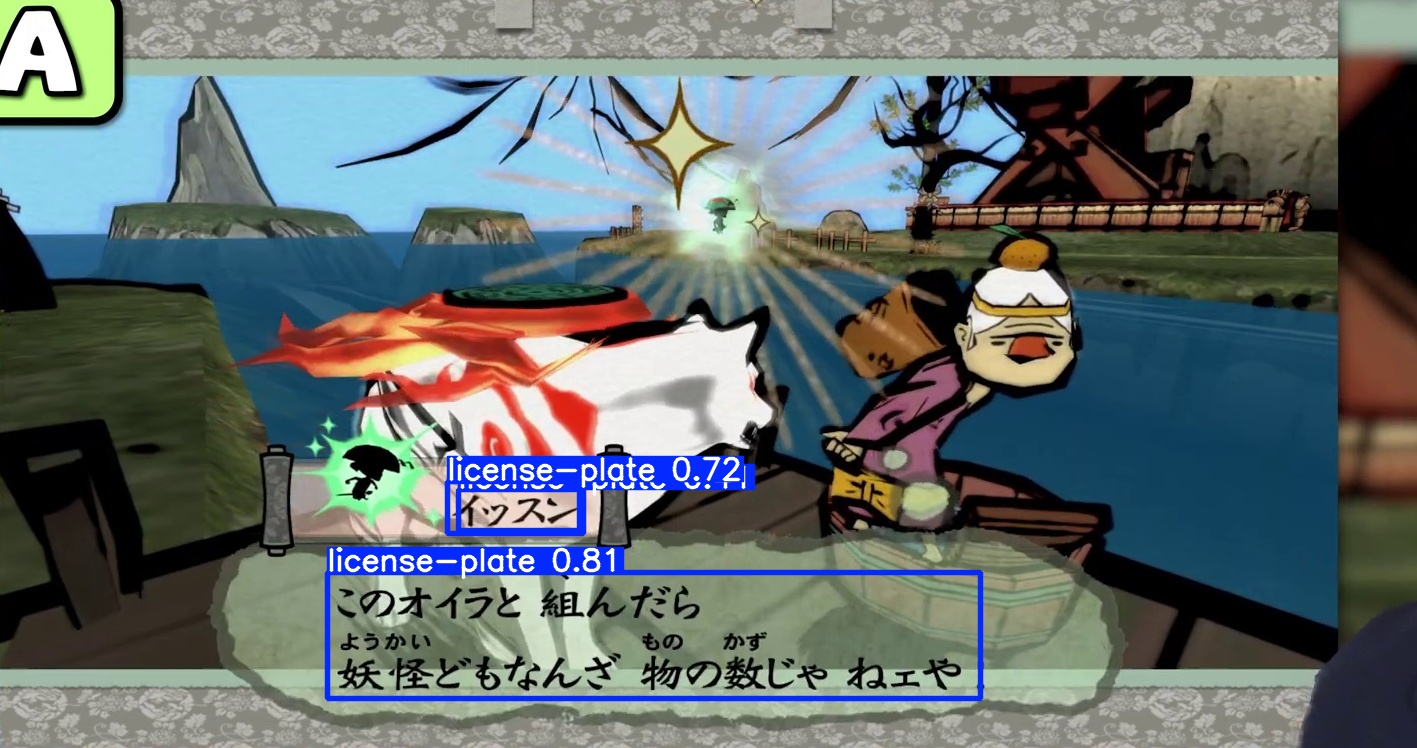 A
license-plate 0.72
イッスン
license-plate 0.81
このオイラと 組んだら
ようかい もの かず
妖怪どもなんざ 物の数じゃ ねェや